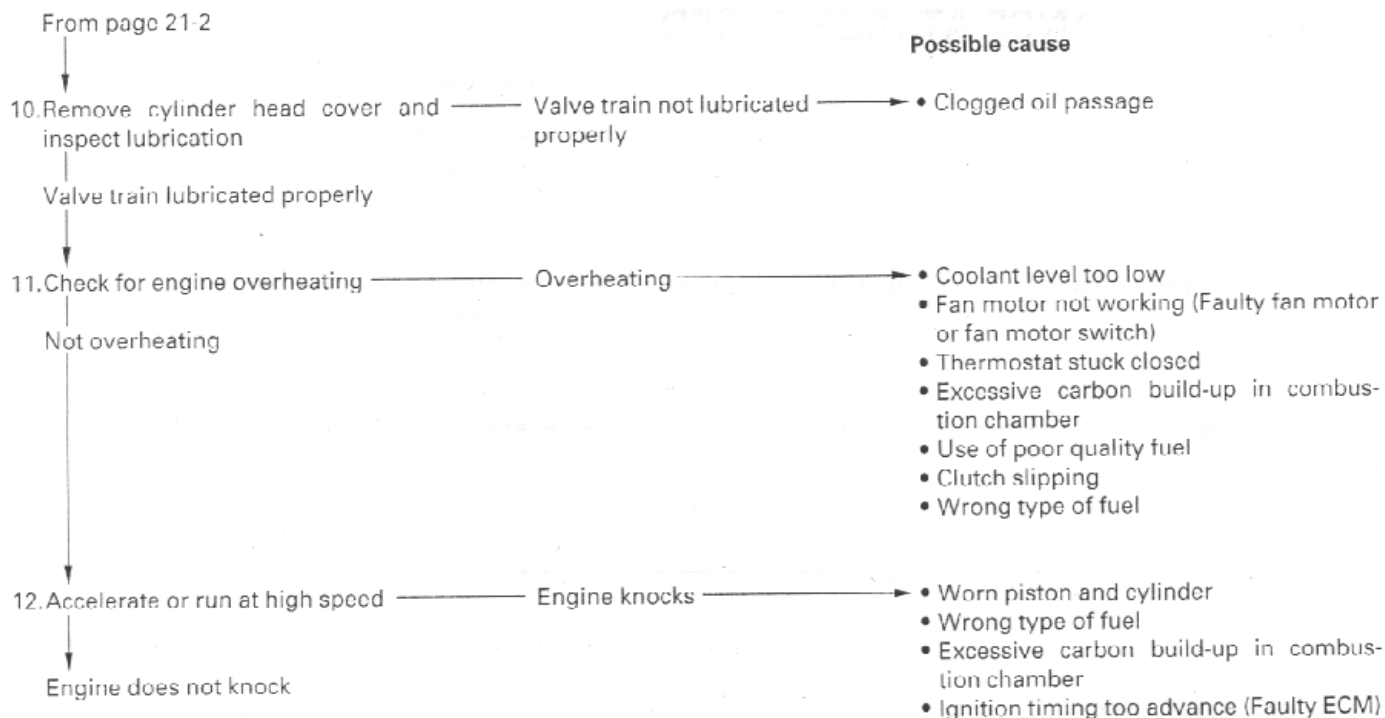 From page 21-2
Possible cause
10.Remove cylinder head cover and
inspect lubrication
Valve train not lubricated
properly
• Clogged oil passage
Valve train lubricated properly
11.Check for engine overheating
Overheating
• Coolant level too low
• Fan motor not working (Faulty fan motor
or fan motor switch)
• Thermostat stuck closed
• Excessive carbon build-up in combus-
tion chamber
• Use of poor quality fuel
• Clutch slipping
• Wrong type of fuel
Not overheating
12.Accelerate or run at high speed
Engine knocks
• Worn piston and cylinder
• Wrong type of fuel
• Excessive carbon build-up in combus-
tion chamber
• Ignition timing too advance (Faulty ECM)
Engine does not knock